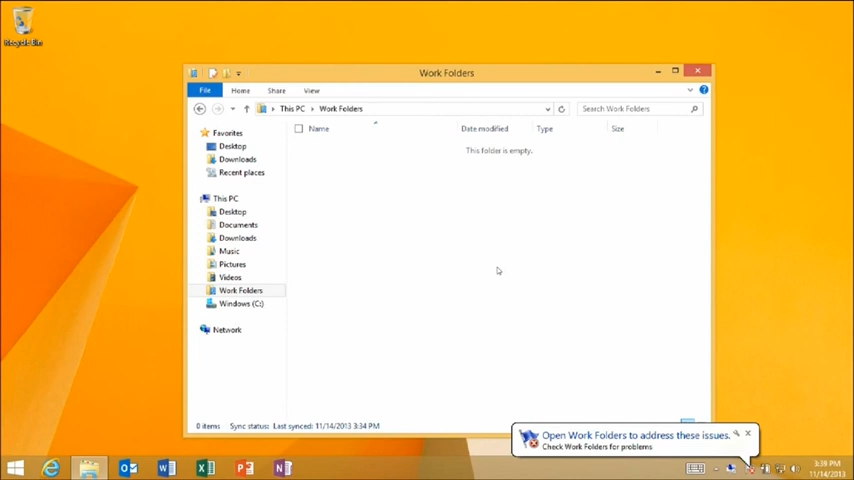 Recycle Bin
Work Folders
File Home Share View
This PC Work Folders
Search Work Folders
Name Date modified Type Size
This folder is empty.
Favorites
Desktop
Downloads
Recent places
This PC
Desktop
Documents
Downloads
Music
Pictures
Videos
Work Folders
Windows (C:)
Network
0 items Sync status: Last synced: 11/14/2013 3:34 PM
Open Work Folders to address these issues.
Check Work Folders for problems
3:38 PM
11/14/2013